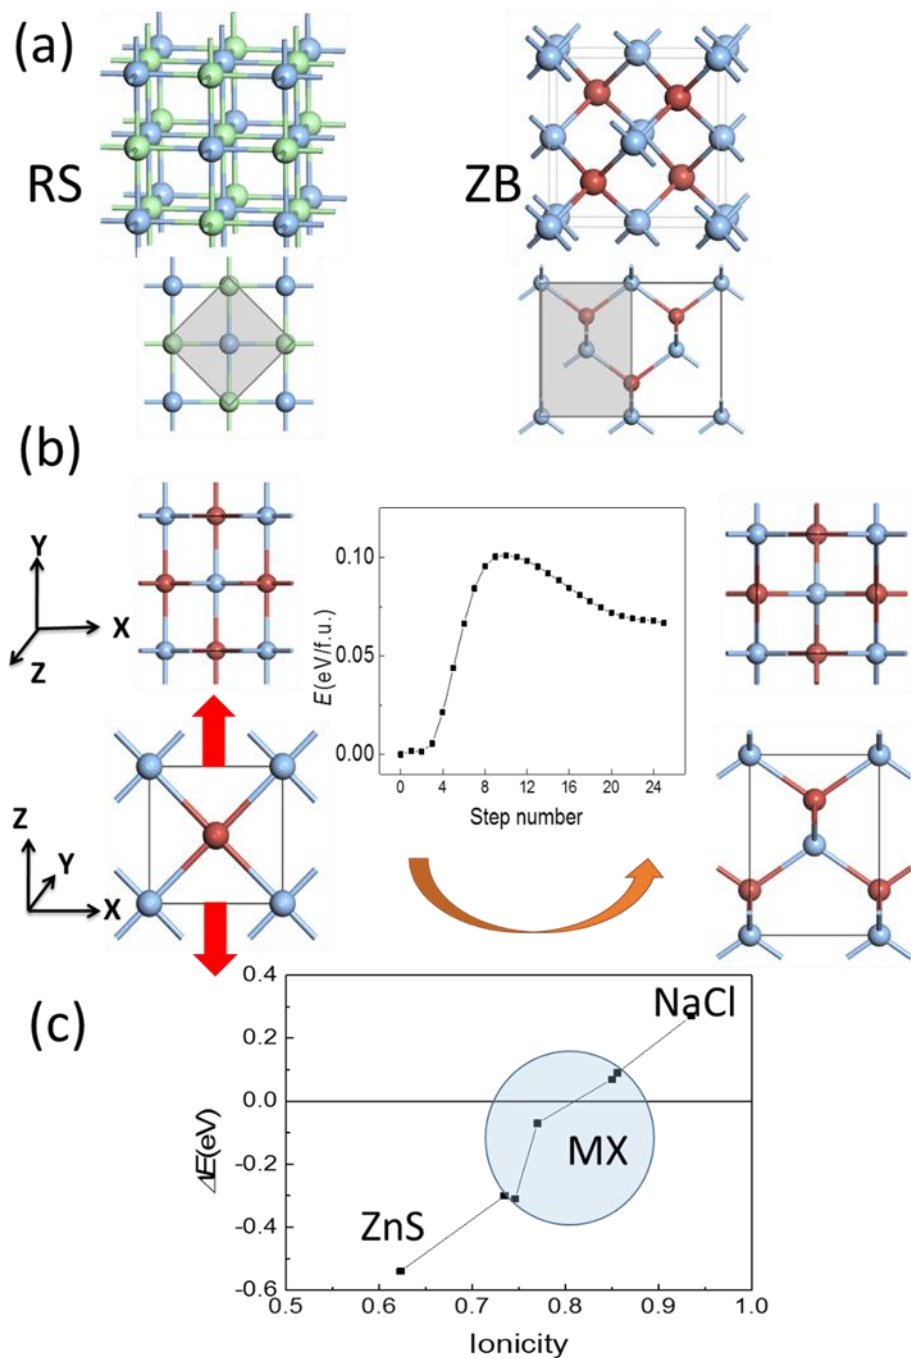 (a)
RS
ZB
(b)
Y
X
Z
E(eV/f.u.)
0.10
0.05
0.00
0 4 8 12 16 20 24
Step number
Z
Y
X
(c)
ΔE(eV)
0.4
0.2
0.0
-0.2
-0.4
-0.6
NaCl
MX
ZnS
0.5 0.6 0.7 0.8 0.9 1.0
Ionicity